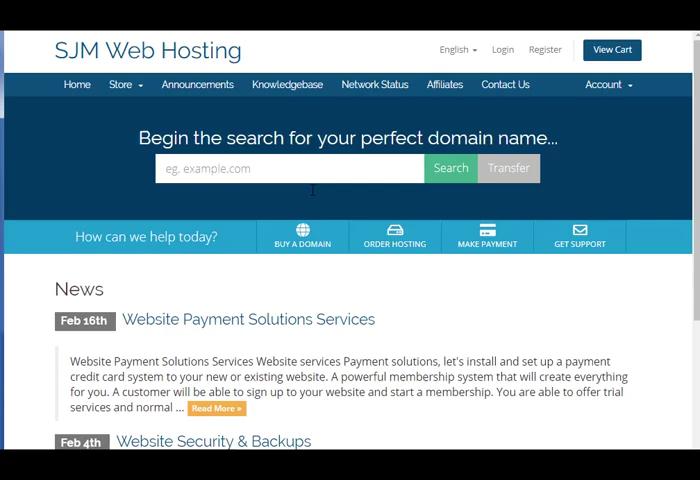 SJM Web Hosting
English
Login
Register
View Cart
Home
Store
Announcements
Knowledgebase
Network Status
Affiliates
Contact Us
Account
Begin the search for your perfect domain name...
eg. example.com
Search
Transfer
How can we help today?
BUY A DOMAIN
ORDER HOSTING
MAKE PAYMENT
GET SUPPORT
News
Feb 16th
Website Payment Solutions Services
Website Payment Solutions Services Website services Payment solutions, let's install and set up a payment
credit card system to your new or existing website. A powerful membership system that will create everything
for you. A customer will be able to sign up to your website and start a membership. You are able to offer trial
services and normal ... Read More »
Feb 4th
Website Security & Backups